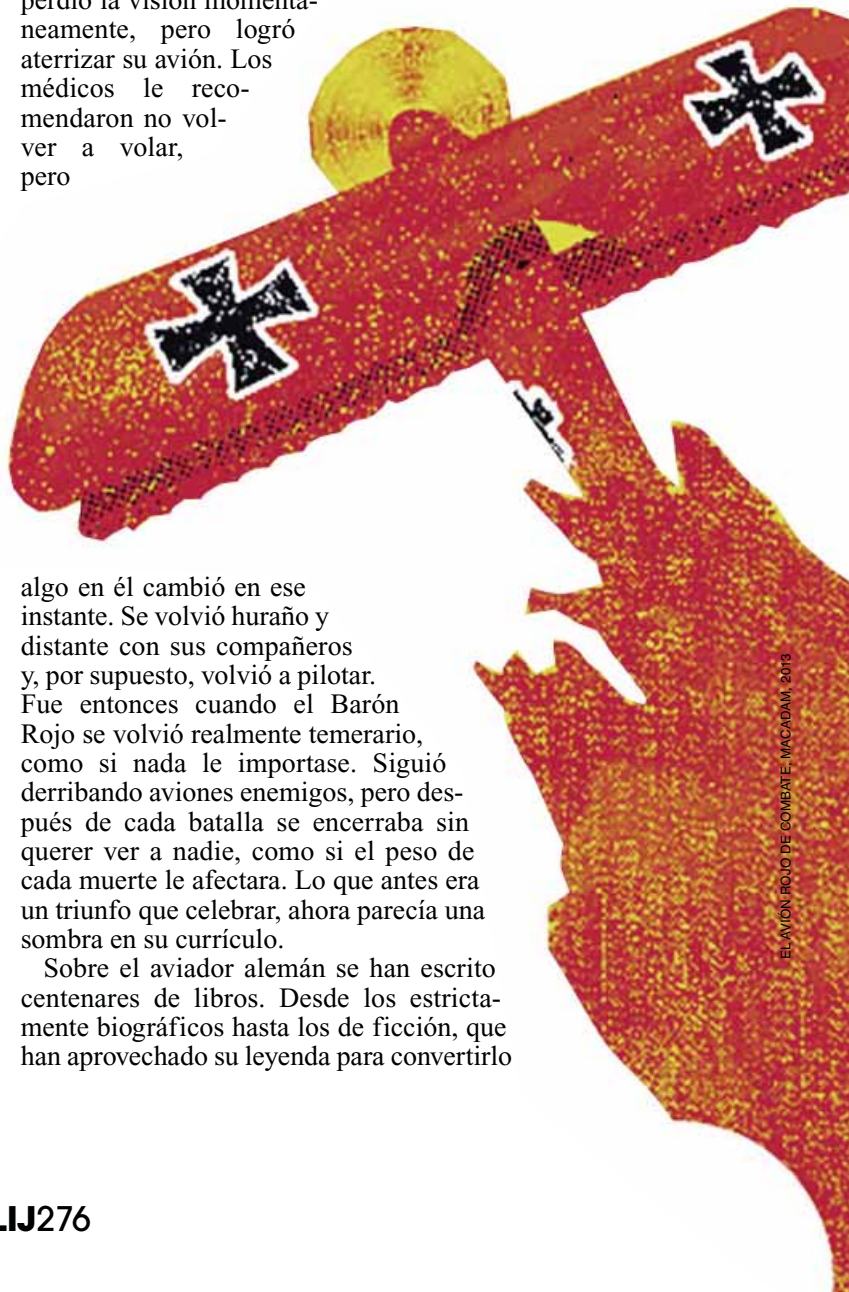 perdió la visión momentá-
neamente, pero logró
aterrizar su avión. Los
médicos le reco-
mendaron no vol-
ver a volar,
pero
algo en él cambió en ese
instante. Se volvió huraño y
distante con sus compañeros
y, por supuesto, volvió a pilotar.
Fue entonces cuando el Barón
Rojo se volvió realmente temerario,
como si nada le importase. Siguió
derribando aviones enemigos, pero des-
pués de cada batalla se encerraba sin
querer ver a nadie, como si el peso de
cada muerte le afectara. Lo que antes era
un triunfo que celebrar, ahora parecía una
sombra en su currículo.
Sobre el aviador alemán se han escrito
centenares de libros. Desde los estricta-
mente biográficos hasta los de ficción, que
han aprovechado su leyenda para convertirlo
EL AVIÓN ROJO DE COMBATE, MACADAM, 2013
LIJ276